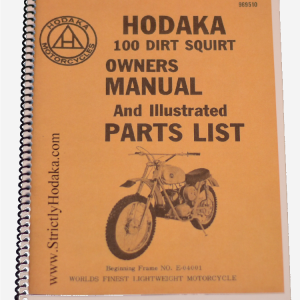 HODAKA
MOTORCYCLES
HODAKA
100 DIRT SQUIRT
OWNERS
MANUAL
And Illustrated
PARTS LIST
www.StrictlyHodaka.com
WORLDS FINEST LIGHTWEIGHT MOTORCYCLE
Beginning Frame NO.